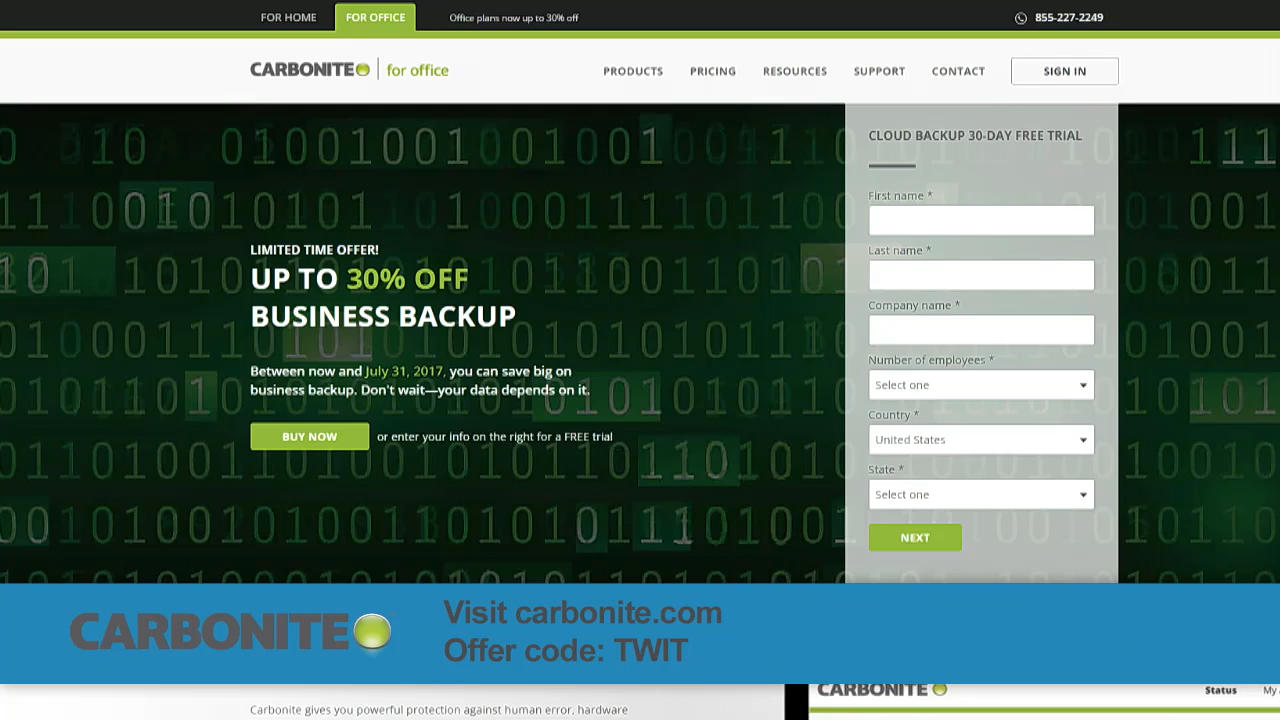 FOR HOME
FOR OFFICE
Office plans now up to 30% off
855-227-2249
CARBONITE for office
PRODUCTS
PRICING
RESOURCES
SUPPORT
CONTACT
SIGN IN
LIMITED TIME OFFER!
UP TO 30% OFF
BUSINESS BACKUP
Between now and July 31, 2017, you can save big on
business backup. Don't wait—your data depends on it.
BUY NOW or enter your info on the right for a FREE trial
CLOUD BACKUP 30-DAY FREE TRIAL
First name *
Last name *
Company name *
Number of employees *
Select one
Country *
United States
State *
Select one
NEXT
CARBONITE
Visit carbonite.com
Offer code: TWIT
Carbonite gives you powerful protection against human error, hardware
CARBONITE
Status
My